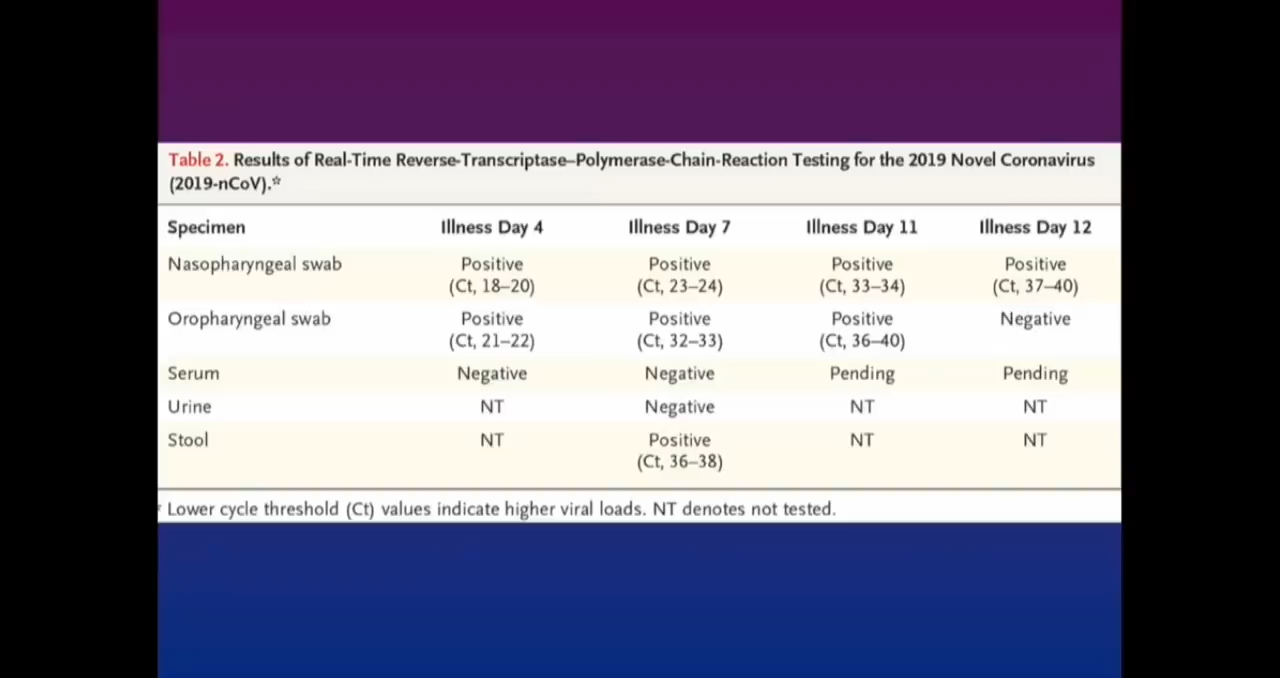 Table 2. Results of Real-Time Reverse-Transcriptase–Polymerase-Chain-Reaction Testing for the 2019 Novel Coronavirus
(2019-nCoV).*
Specimen Illness Day 4 Illness Day 7 Illness Day 11 Illness Day 12
Nasopharyngeal swab Positive Positive Positive Positive
(Ct, 18–20) (Ct, 23–24) (Ct, 33–34) (Ct, 37–40)
Oropharyngeal swab Positive Positive Positive Negative
(Ct, 21–22) (Ct, 32–33) (Ct, 36–40)
Serum Negative Negative Pending Pending
Urine NT Negative NT NT
Stool NT Positive NT NT
(Ct, 36–38)
* Lower cycle threshold (Ct) values indicate higher viral loads. NT denotes not tested.